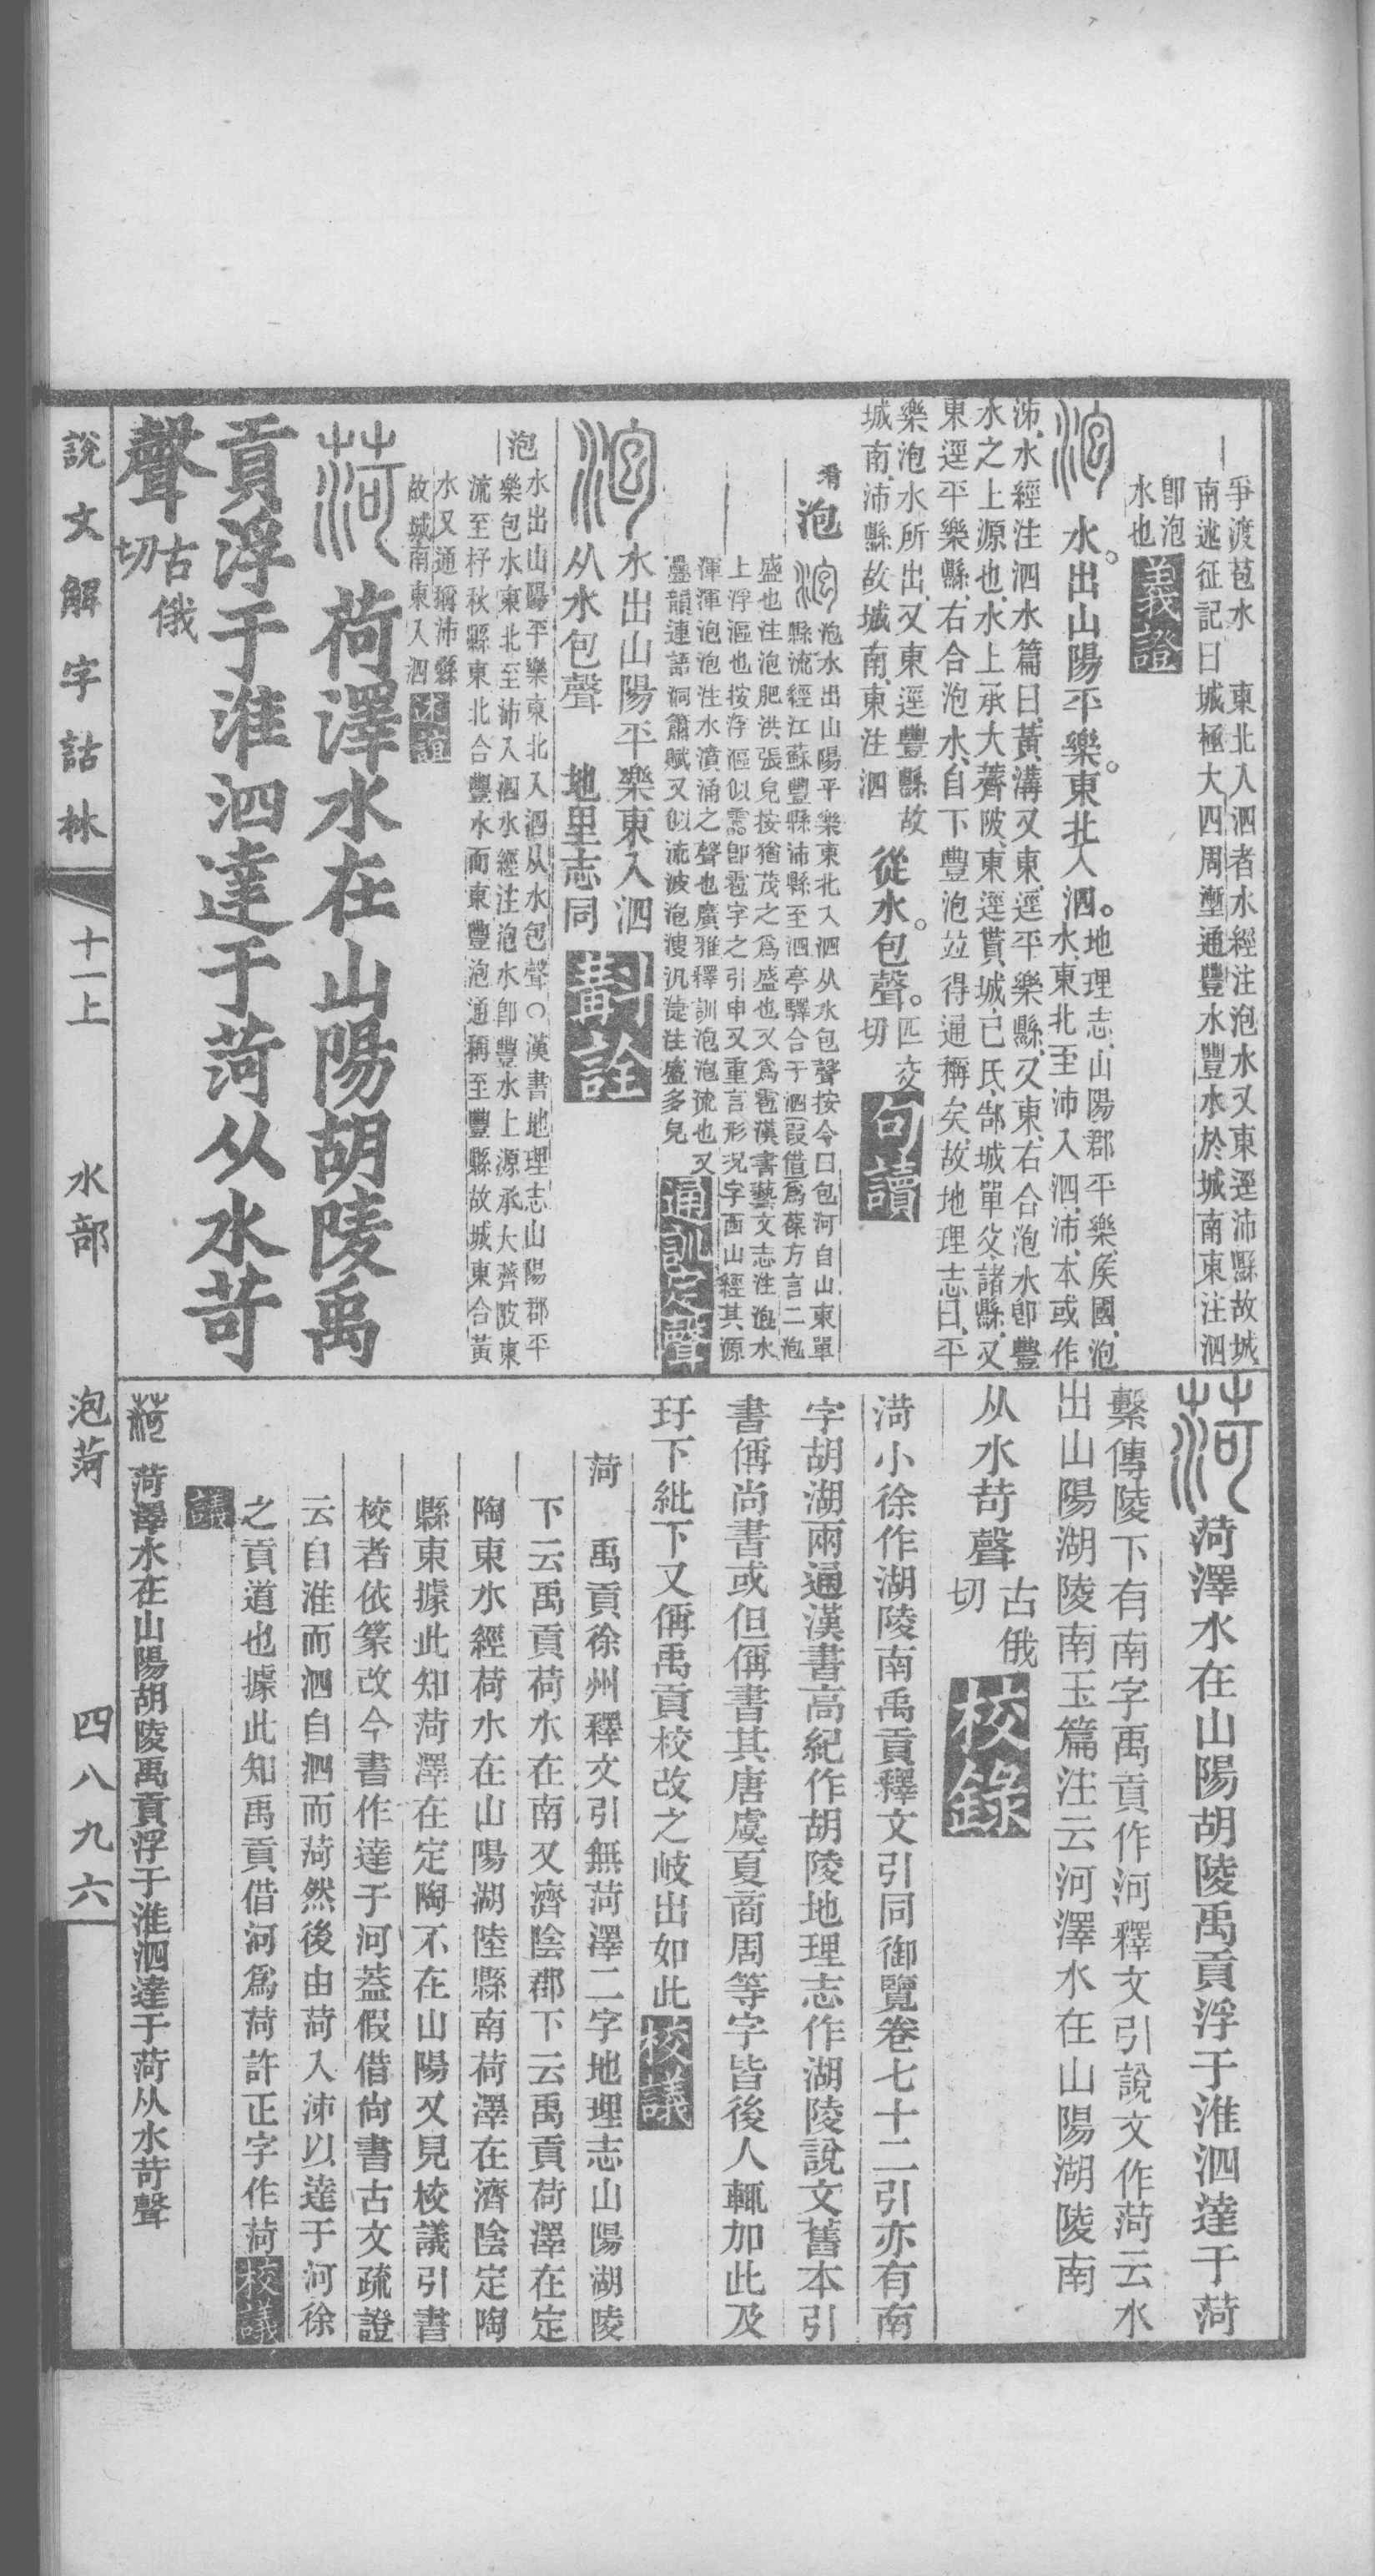 爭渡苞水　東北入泗者水經注泡水又東逕沛縣故城
南逃征記曰城極大四周壍通豐水豐水於城南東注泗
卽泡
水也
義證
水。出山陽平樂。東北入泗。地理志、山陽郡平樂、矦國、泡
水、東北至沛入泗、沛、本或作
泲、水經注泗水篇曰、黃溝又東、逕平樂縣、又東、右合泡水、卽豐
水之上源也、水上承大薺陂、東逕貰城、已氏、郜城單父、諸縣、又
東逕平樂縣、右合泡水、自下豐泡竝得通稱矣、故地理志曰、平
樂泡水所出、又東逕豐縣故
城南、沛縣故城南、東注泗
從水。包聲。匹交切
句讀
泡
泡水出山陽平樂東北入泗从水包聲按今曰包河自山東單
縣流經江蘇豐縣沛縣至泗亭驛合于泗叚借爲葆方言二泡
盛也注泡肥洪張皃按猶茂之爲盛也又爲雹漢書藝文志注泡水
上浮漚也按浮漚似雹卽雹字之引申又重言形況字西山經其源
渾渾泡泡注水濆涌之聲也廣雅釋訓泡泡流也又
疊韻連語洞簫賦又似流波泡溲汎𣶏注盛多皃
通訓定聲
水出山陽平樂東入泗
从水包聲　地里志同
斠詮
泡
水出山陽平樂東北入泗从水包聲○漢書地理志山陽郡平
樂包水東北至沛入泗水經注泡水卽豐水上源承大薺陂東
流至杼秋縣東北合豐水而東豐泡通稱至豐縣故城東合黃
水又通稱沛縣
故城南東入泗
述誼
菏澤水在山陽胡陵禹
貢浮于淮泗達于菏从水苛
聲古俄切
說文解字詁林　十一上　水部　泡菏　四八九六
菏澤水在山陽胡陵禹貢浮于淮泗達于菏
繫傳陵下有南字禹貢作河釋文引說文作菏云水
出山陽湖陵南玉篇注云河澤水在山陽湖陵南
从水苛聲古俄切
校錄
菏小徐作湖陵南禹貢釋文引同御覽卷七十二引亦有南
字胡湖兩通漢書高紀作胡陵地理志作湖陵說文舊本引
書偁尚書或但偁書其唐虞夏商周等字皆後人輒加此及
玗下紕下又偁禹貢校改之岐出如此
校議
菏　禹貢徐州釋文引無菏澤二字地理志山陽湖陵
下云禹貢荷水在南又濟陰郡下云禹貢荷澤在定
陶東水經荷水在山陽湖陸縣南荷澤在濟陰定陶
縣東據此知菏澤在定陶不在山陽又見校議引書
校者依篆改今書作達于河蓋假借尚書古文疏證
云自淮而泗自泗而菏然後由菏入泲以達于河徐
之貢道也據此知禹貢借河爲菏許正字作菏
校議
議
菏澤水在山陽胡陵禹貢浮于淮泗達于菏从水苛聲